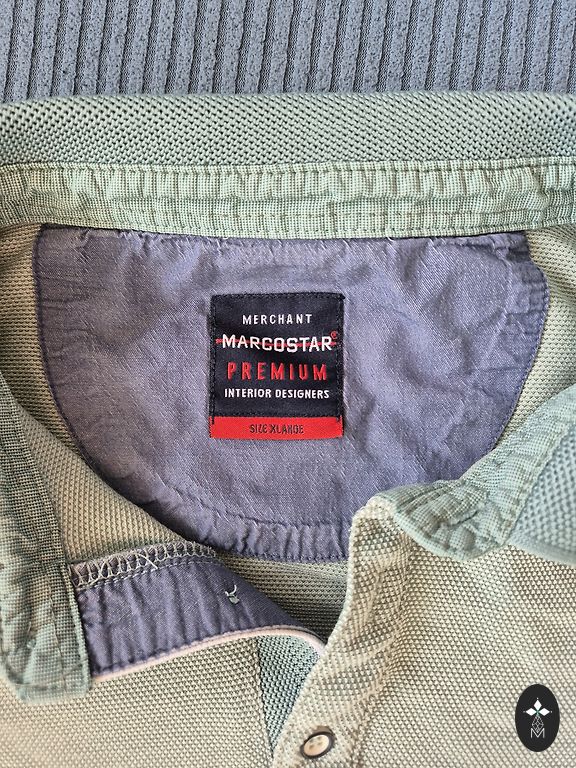 MERCHANT
MARCOSTAR®
PREMIUM
INTERIOR DESIGNERS
SIZE XLARGE
M